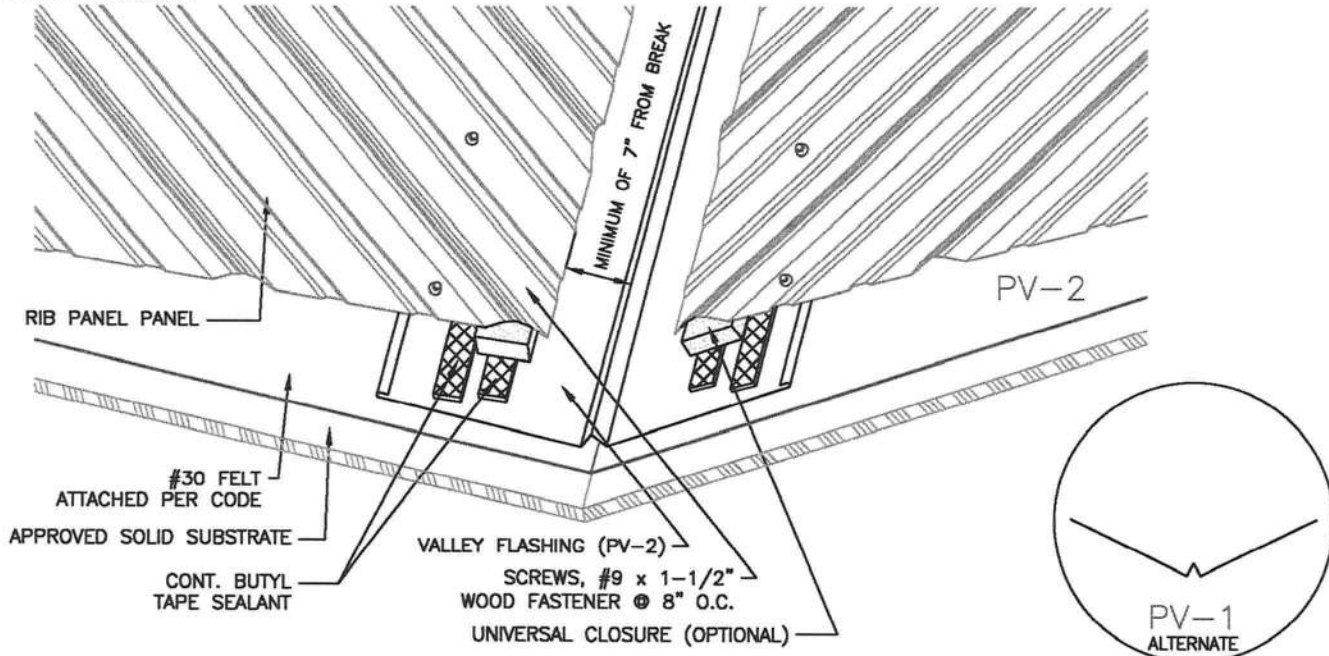 MINIMUM OF 7" FROM BREAK
PV-2
RIB PANEL PANEL
#30 FELT
ATTACHED PER CODE
APPROVED SOLID SUBSTRATE
CONT. BUTYL
TAPE SEALANT
VALLEY FLASHING (PV-2)
SCREWS, #9 x 1-1/2"
WOOD FASTENER @ 8" O.C.
UNIVERSAL CLOSURE (OPTIONAL)
PV-1
ALTERNATE